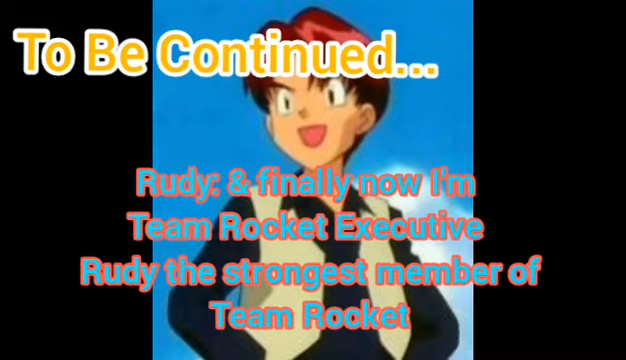 To Be Continued...
Rudy: & finally now I'm
Team Rocket Executive
Rudy the strongest member of
Team Rocket